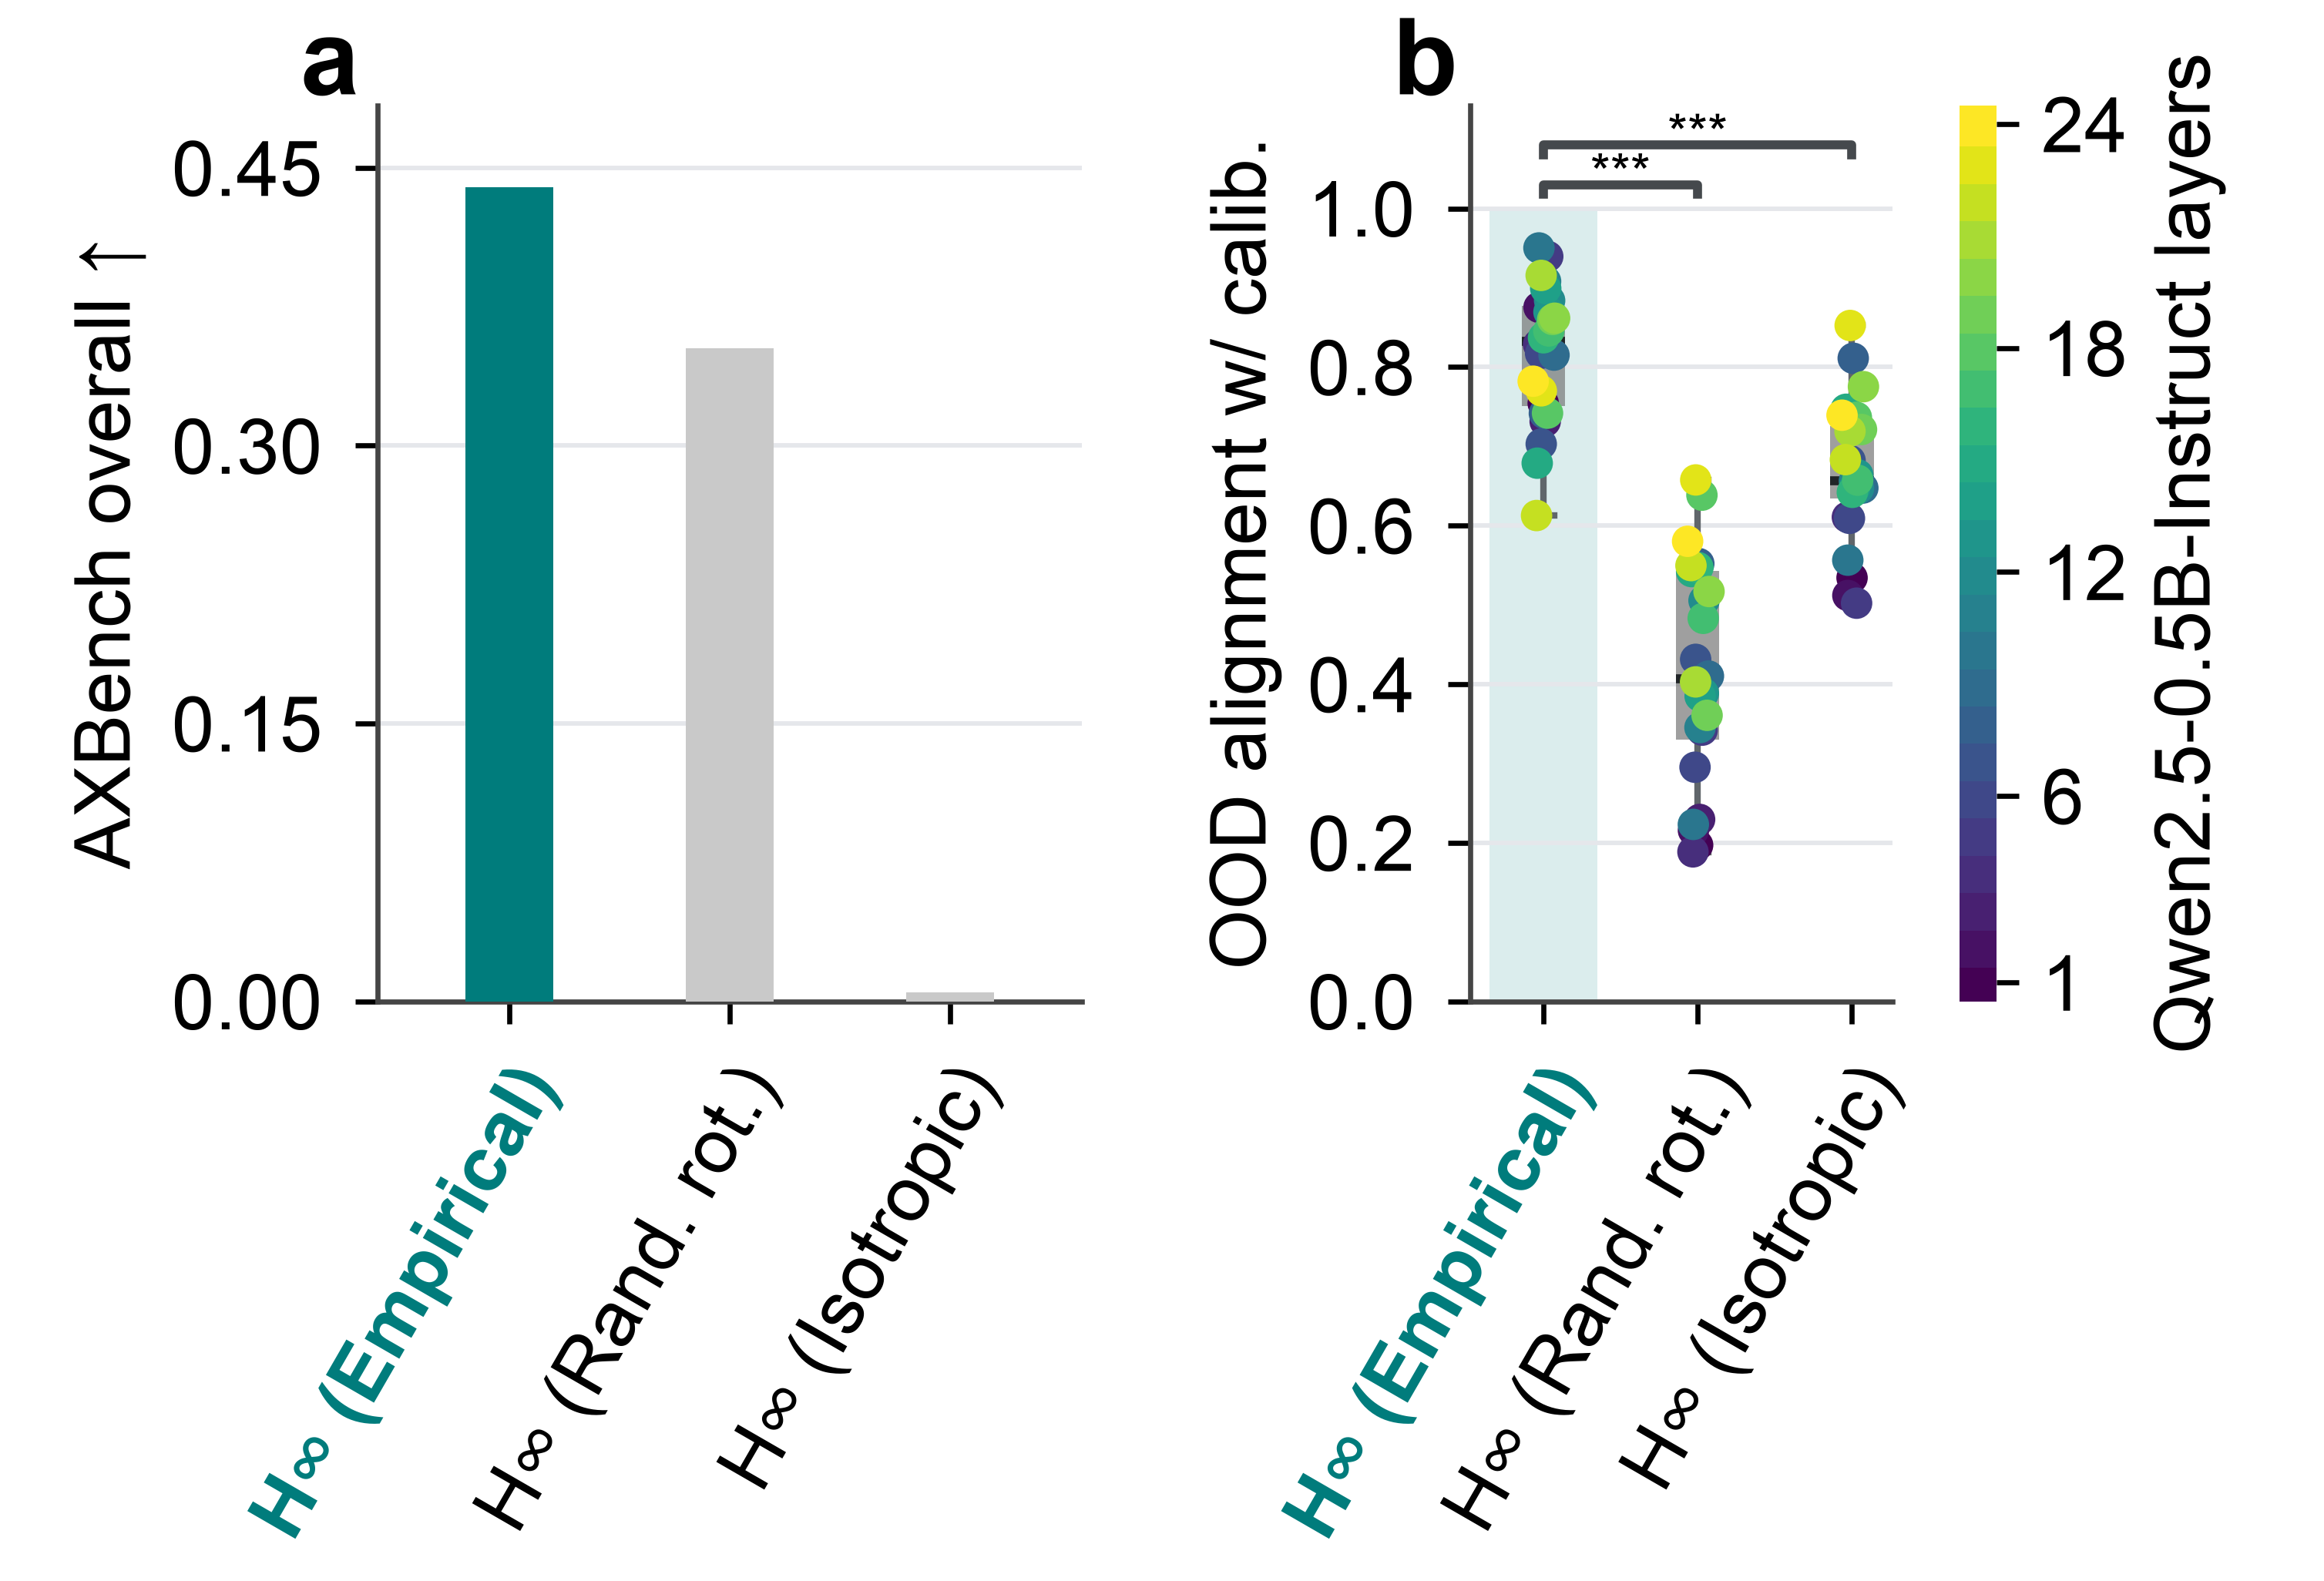 a
AXBench overall ↑
0.45
0.30
0.15
0.00
H∞ (Empirical)
H∞ (Rand. rot.)
H∞ (Isotropic)
b
OOD alignment w/ calib.
1.0
0.8
0.6
0.4
0.2
0.0
***
***
H∞ (Empirical)
H∞ (Rand. rot.)
H∞ (Isotropic)
24
18
12
6
1
Qwen2.5-0.5B-Instruct layers